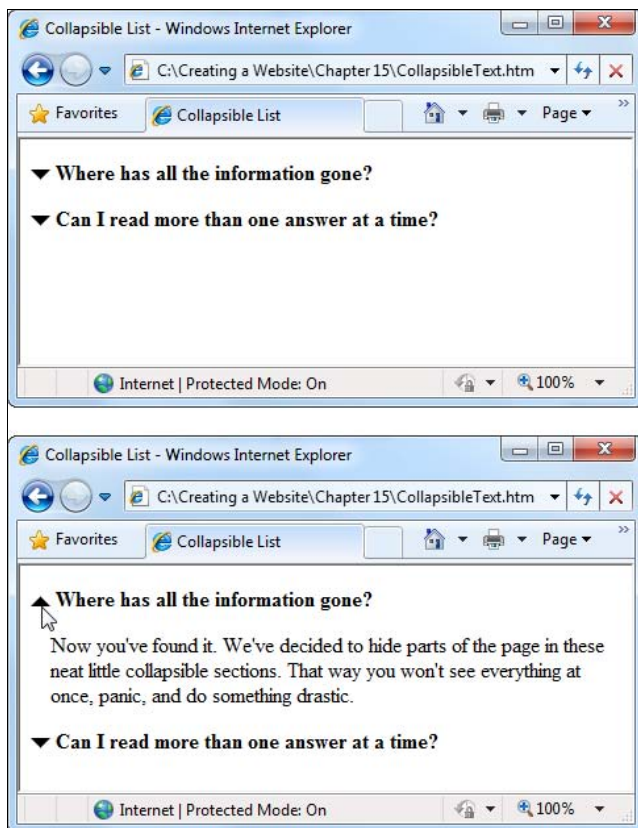 Collapsible List - Windows Internet Explorer
C:\Creating a Website\Chapter 15\CollapsibleText.htm
Favorites Collapsible List Page
Where has all the information gone?
Can I read more than one answer at a time?
Internet | Protected Mode: On 100%
Collapsible List - Windows Internet Explorer
C:\Creating a Website\Chapter 15\CollapsibleText.htm
Favorites Collapsible List Page
Where has all the information gone?
Now you've found it. We've decided to hide parts of the page in these
neat little collapsible sections. That way you won't see everything at
once, panic, and do something drastic.
Can I read more than one answer at a time?
Internet | Protected Mode: On 100%